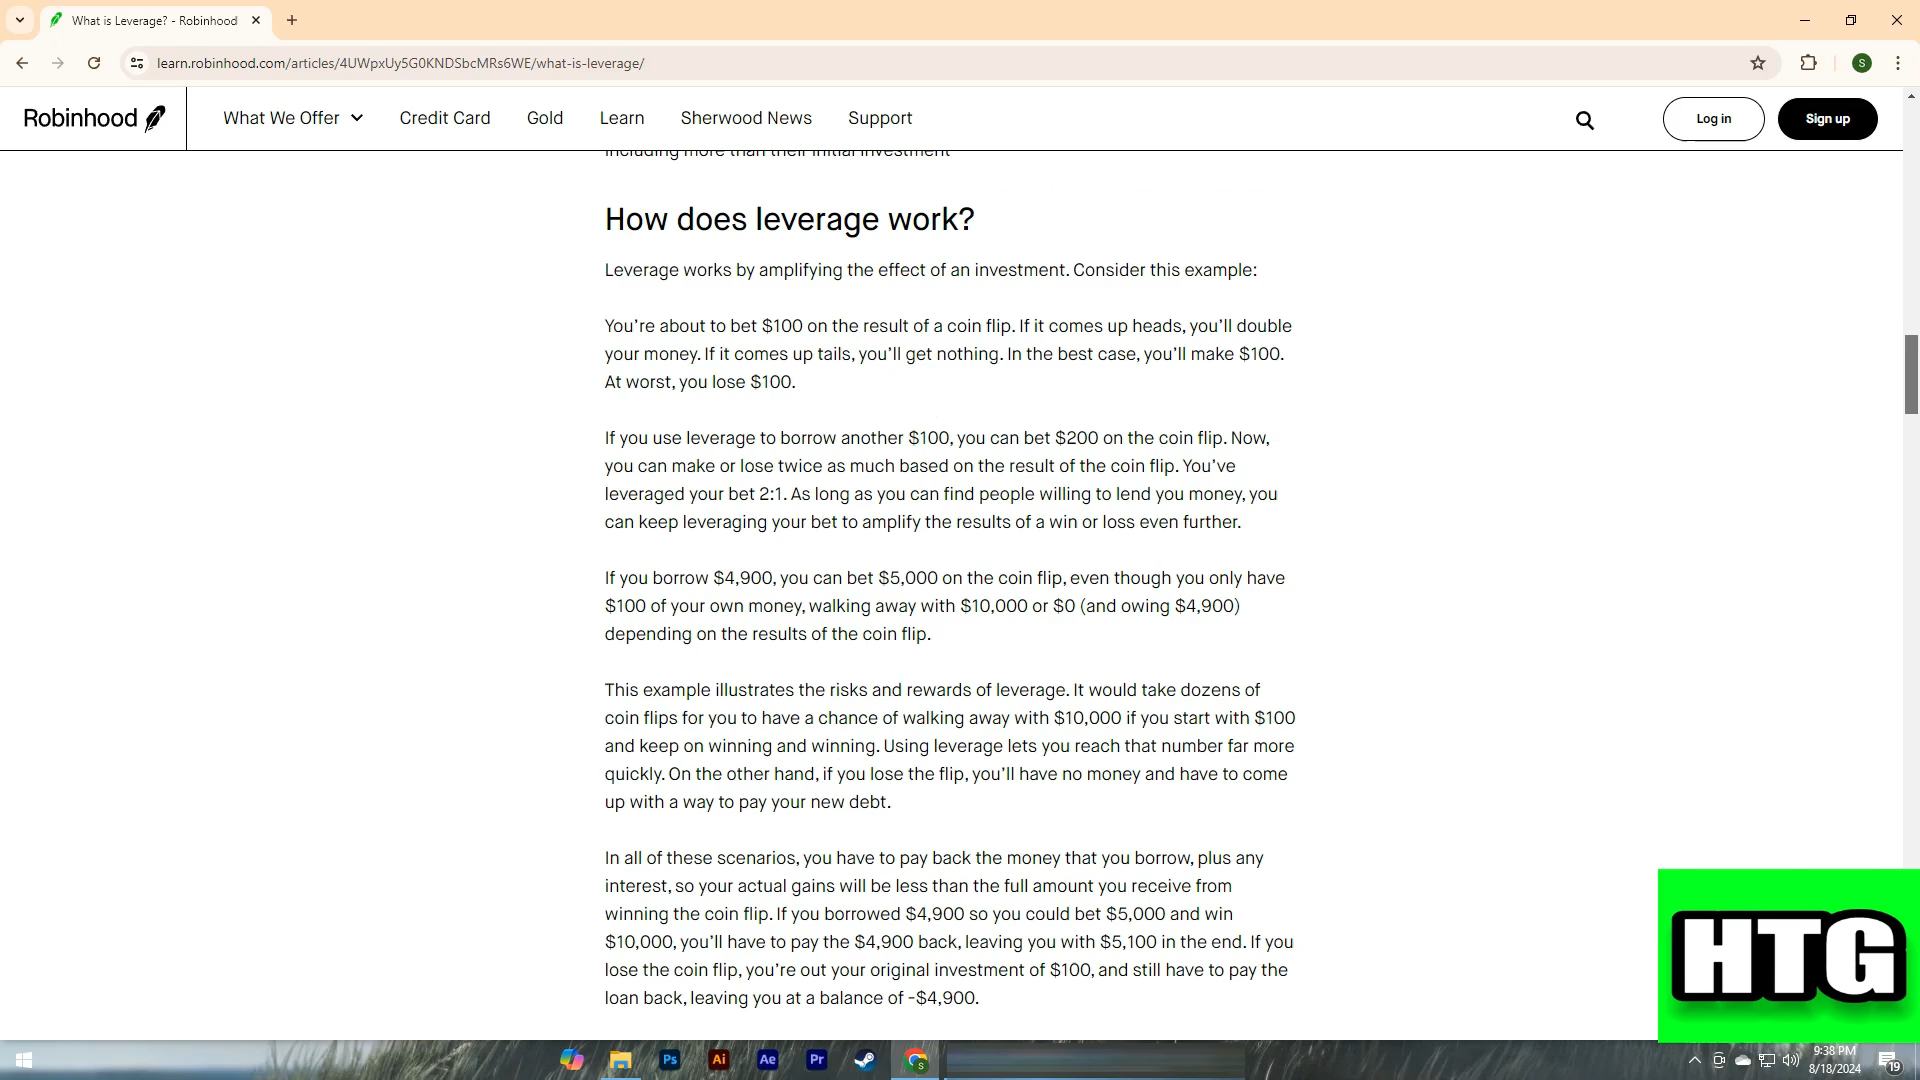 What is Leverage? - Robinhood
learn.robinhood.com/articles/4UWpxUy5G0KNDSbcMRs6WE/what-is-leverage/
S
Robinhood
What We Offer
Credit Card
Gold
Learn
Sherwood News
Support
Log in
Sign up
including more than their initial investment
How does leverage work?
Leverage works by amplifying the effect of an investment. Consider this example:
You’re about to bet $100 on the result of a coin flip. If it comes up heads, you’ll double
your money. If it comes up tails, you’ll get nothing. In the best case, you’ll make $100.
At worst, you lose $100.
If you use leverage to borrow another $100, you can bet $200 on the coin flip. Now,
you can make or lose twice as much based on the result of the coin flip. You’ve
leveraged your bet 2:1. As long as you can find people willing to lend you money, you
can keep leveraging your bet to amplify the results of a win or loss even further.
If you borrow $4,900, you can bet $5,000 on the coin flip, even though you only have
$100 of your own money, walking away with $10,000 or $0 (and owing $4,900)
depending on the results of the coin flip.
This example illustrates the risks and rewards of leverage. It would take dozens of
coin flips for you to have a chance of walking away with $10,000 if you start with $100
and keep on winning and winning. Using leverage lets you reach that number far more
quickly. On the other hand, if you lose the flip, you’ll have no money and have to come
up with a way to pay your new debt.
In all of these scenarios, you have to pay back the money that you borrow, plus any
interest, so your actual gains will be less than the full amount you receive from
winning the coin flip. If you borrowed $4,900 so you could bet $5,000 and win
$10,000, you’ll have to pay the $4,900 back, leaving you with $5,100 in the end. If you
lose the coin flip, you’re out your original investment of $100, and still have to pay the
loan back, leaving you at a balance of -$4,900.
HTG
Ps
Ai
Ae
Pr
S
9:38 PM
8/18/2024
19